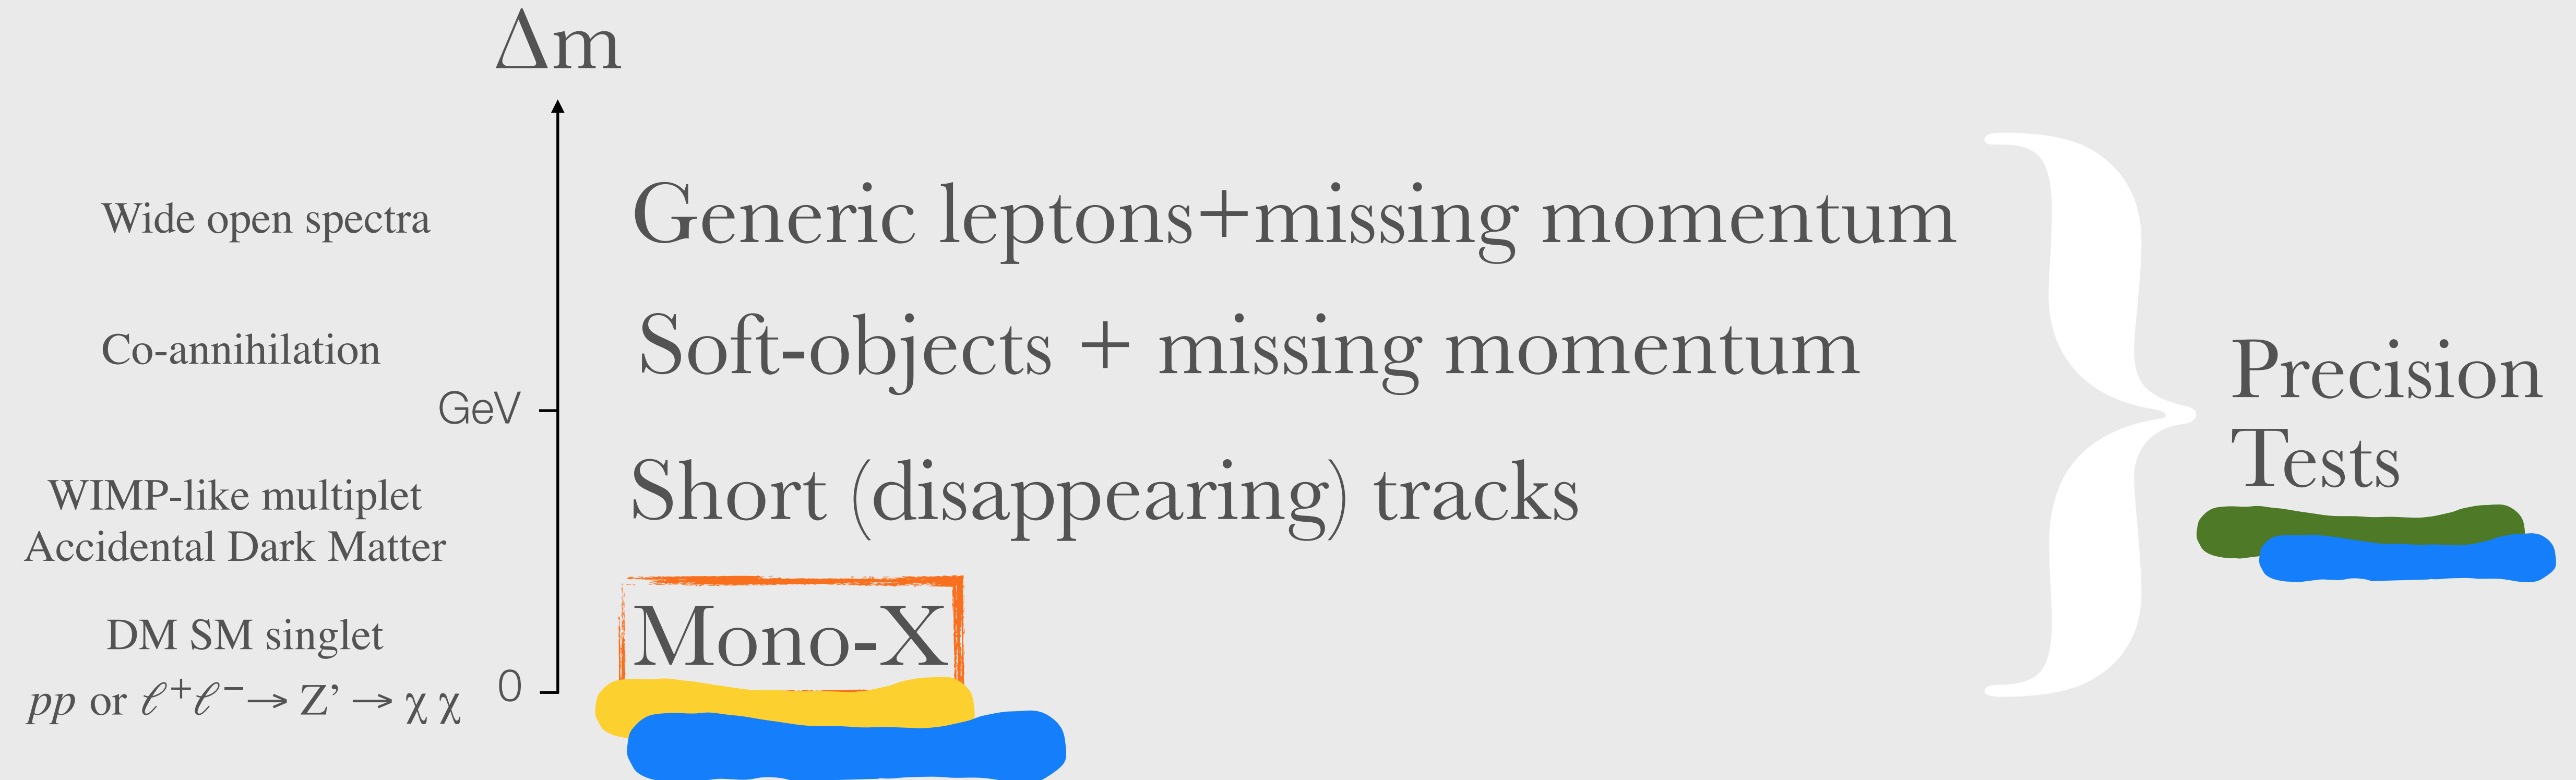 Δm
Wide open spectra
Generic leptons+missing momentum
Co-annihilation
Soft-objects + missing momentum
GeV
WIMP-like multiplet
Accidental Dark Matter
Short (disappearing) tracks
DM SM singlet
pp or ℓ⁺ℓ⁻→ Z’ → χ χ
0
Mono-X
Precision
Tests